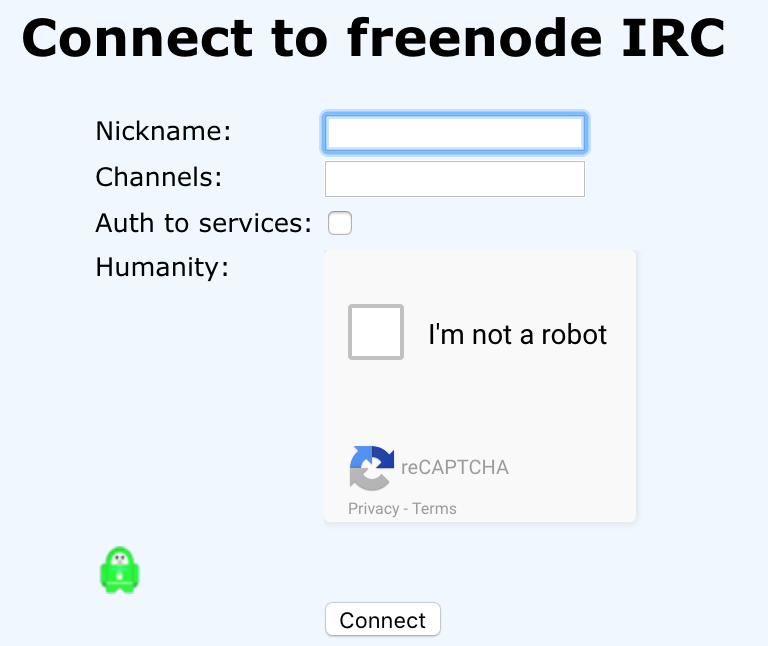 Connect to freenode IRC
Nickname:
Channels:
Auth to services:
Humanity:
I'm not a robot
reCAPTCHA
Privacy - Terms
Connect